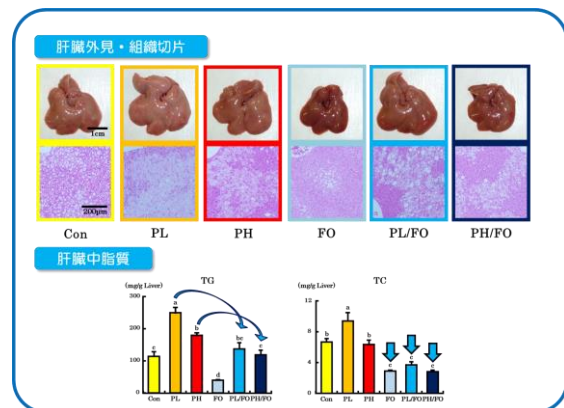 肝臓外見・組織切片
1cm
200μm
Con PL PH FO PL/FO PH/FO
肝臓中脂質
(mg/g Liver) TG
300
200
100
0
c a b d bc c
Con PL PH FO PL/FO PH/FO
(mg/g Liver) TC
12
8
4
0
b a b c c c
Con PL PH FO PL/FO PH/FO